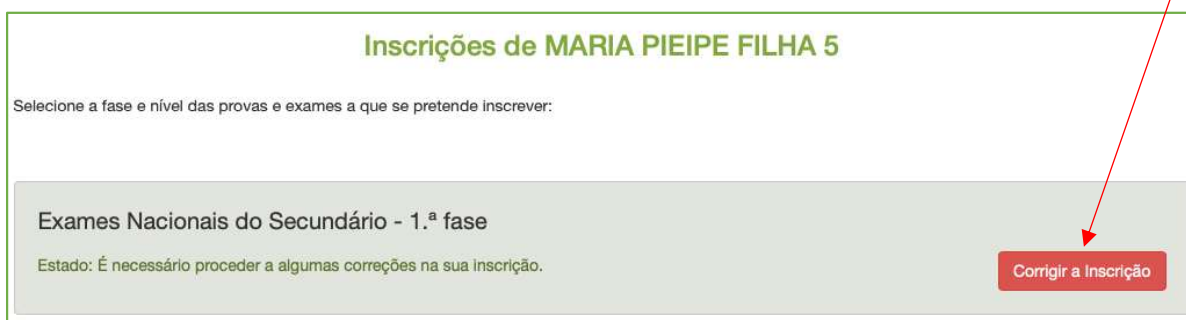 Inscrições de MARIA PIEIPE FILHA 5
Selecione a fase e nível das provas e exames a que se pretende inscrever:
Exames Nacionais do Secundário - 1.ª fase
Estado: É necessário proceder a algumas correções na sua inscrição.
Corrigir a Inscrição